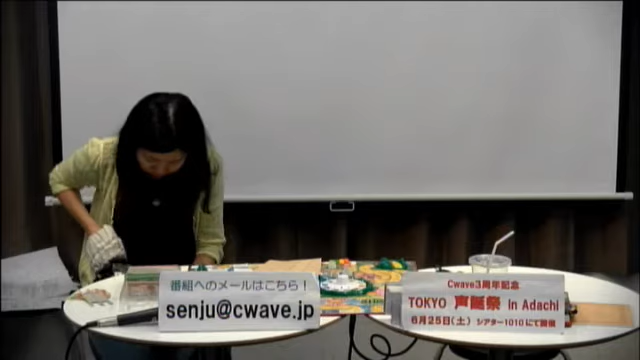 番組へのメールはこちら！
senju@cwave.jp
Cwave3周年記念
TOKYO 声誕祭 in Adachi
6月25日(土) シアター1010にて開催